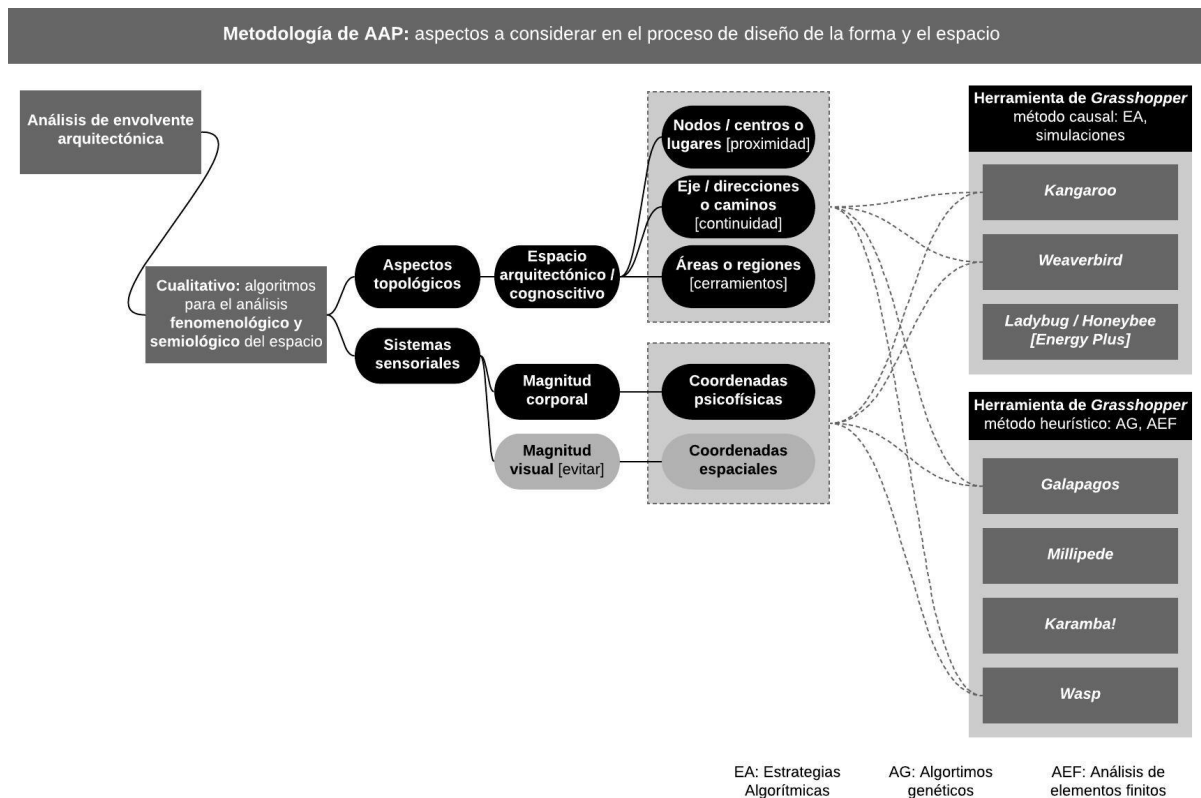 Metodología de AAP: aspectos a considerar en el proceso de diseño de la forma y el espacio
Análisis de envolvente
arquitectónica
Cualitativo: algoritmos
para el análisis
fenomenológico y
semiológico del espacio
Aspectos
topológicos
Sistemas
sensoriales
Espacio
arquitectónico /
cognoscitivo
Magnitud
corporal
Magnitud
visual [evitar]
Nodos / centros o
lugares [proximidad]
Eje / direcciones
o caminos
[continuidad]
Áreas o regiones
[cerramientos]
Coordenadas
psicofísicas
Coordenadas
espaciales
Herramienta de Grasshopper
método causal: EA,
simulaciones
Kangaroo
Weaverbird
Ladybug / Honeybee
[Energy Plus]
Herramienta de Grasshopper
método heurístico: AG, AEF
Galapagos
Millipede
Karamba!
Wasp
EA: Estrategias
Algorítmicas
AG: Algortimos
genéticos
AEF: Análisis de
elementos finitos